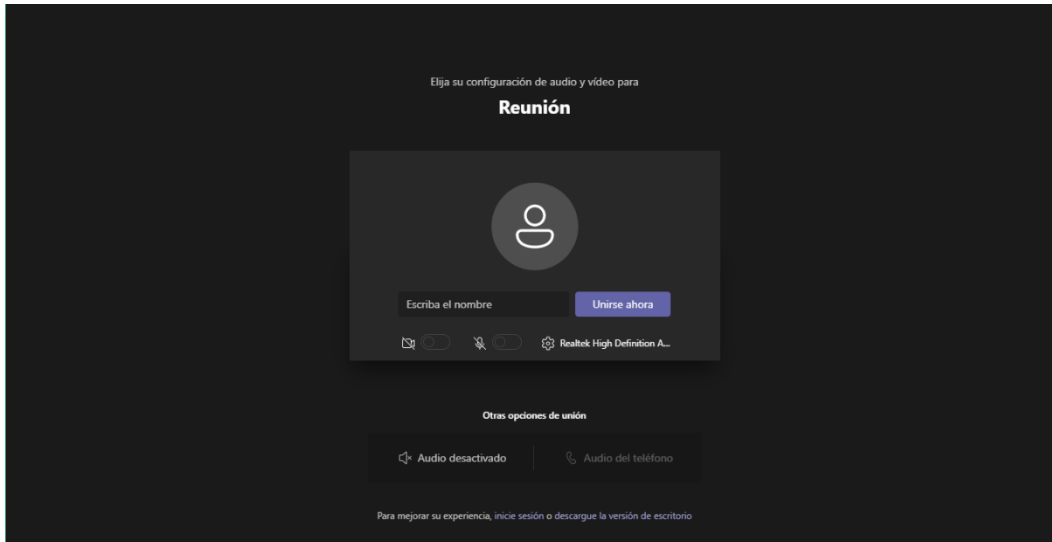 Elija su configuración de audio y vídeo para
Reunión
Escriba el nombre
Unirse ahora
Realtek High Definition A...
Otras opciones de unión
Audio desactivado
Audio del teléfono
Para mejorar su experiencia, inicie sesión o descargue la versión de escritorio